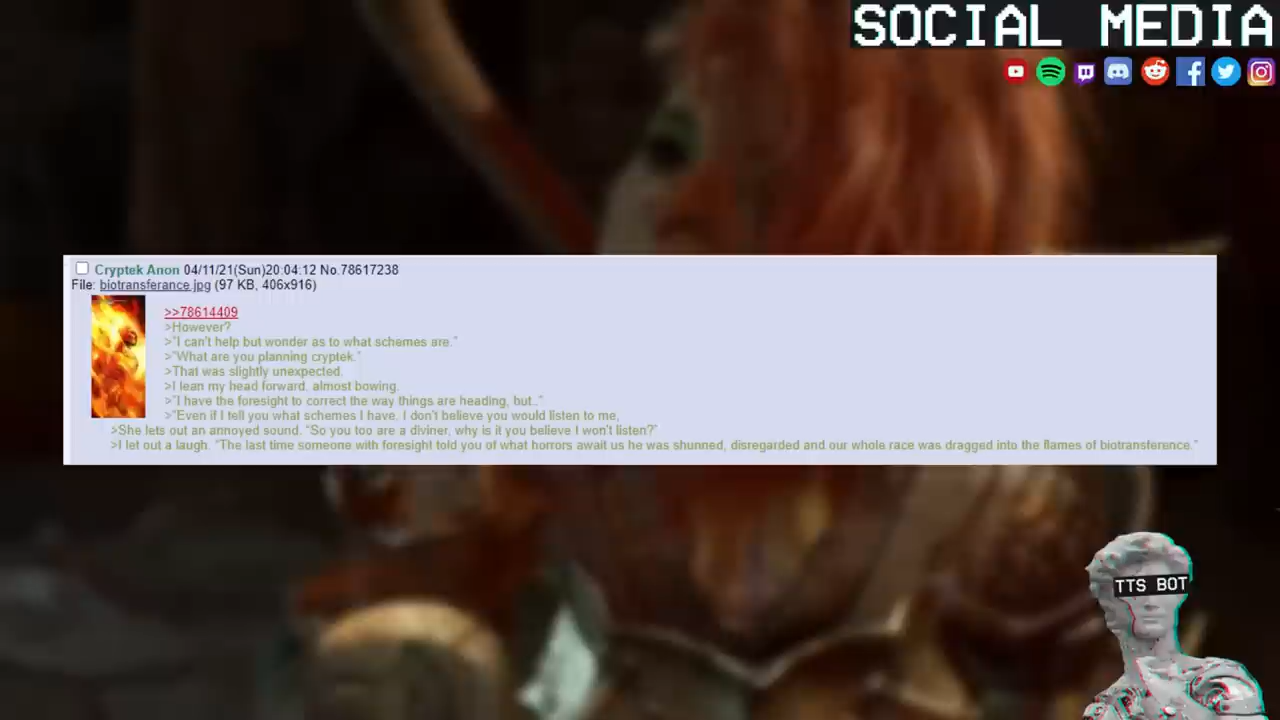 SOCIAL MEDIA
Cryptek Anon 04/11/21(Sun)20:04:12 No.78617238
File: biotransferance.jpg (97 KB, 406x916)
>>78614409
>However?
>"I can't help but wonder as to what schemes are."
>"What are you planning cryptek."
>That was slightly unexpected.
>I lean my head forward, almost bowing.
>"I have the foresight to correct the way things are heading, but.."
>"Even if I tell you what schemes I have. I don't believe you would listen to me,
>She lets out an annoyed sound. "So you too are a diviner, why is it you believe I won't listen?"
>I let out a laugh. "The last time someone with foresight told you of what horrors await us he was shunned, disregarded and our whole race was dragged into the flames of biotransference."
TTS BOT